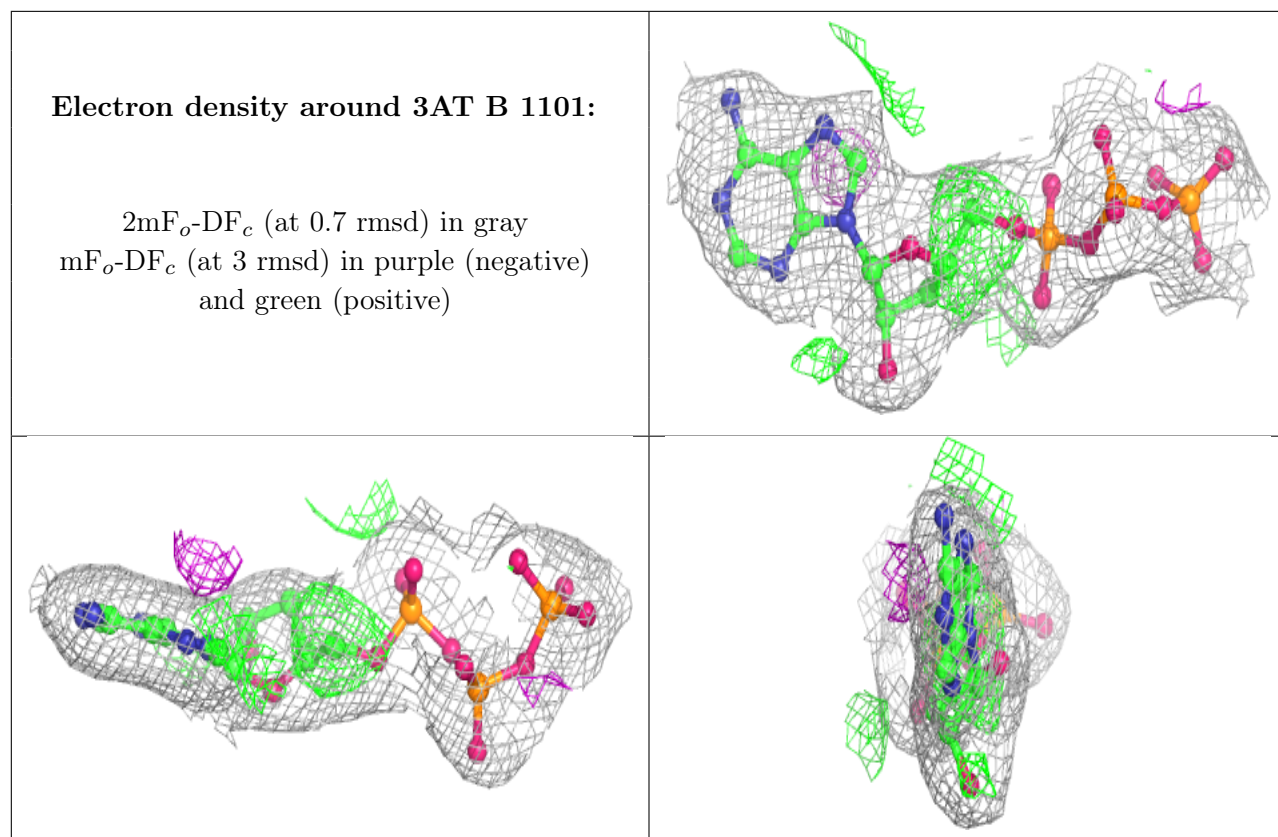 Electron density around 3AT B 1101:
2mFₒ-DF𝒸 (at 0.7 rmsd) in gray
mFₒ-DF𝒸 (at 3 rmsd) in purple (negative)
and green (positive)